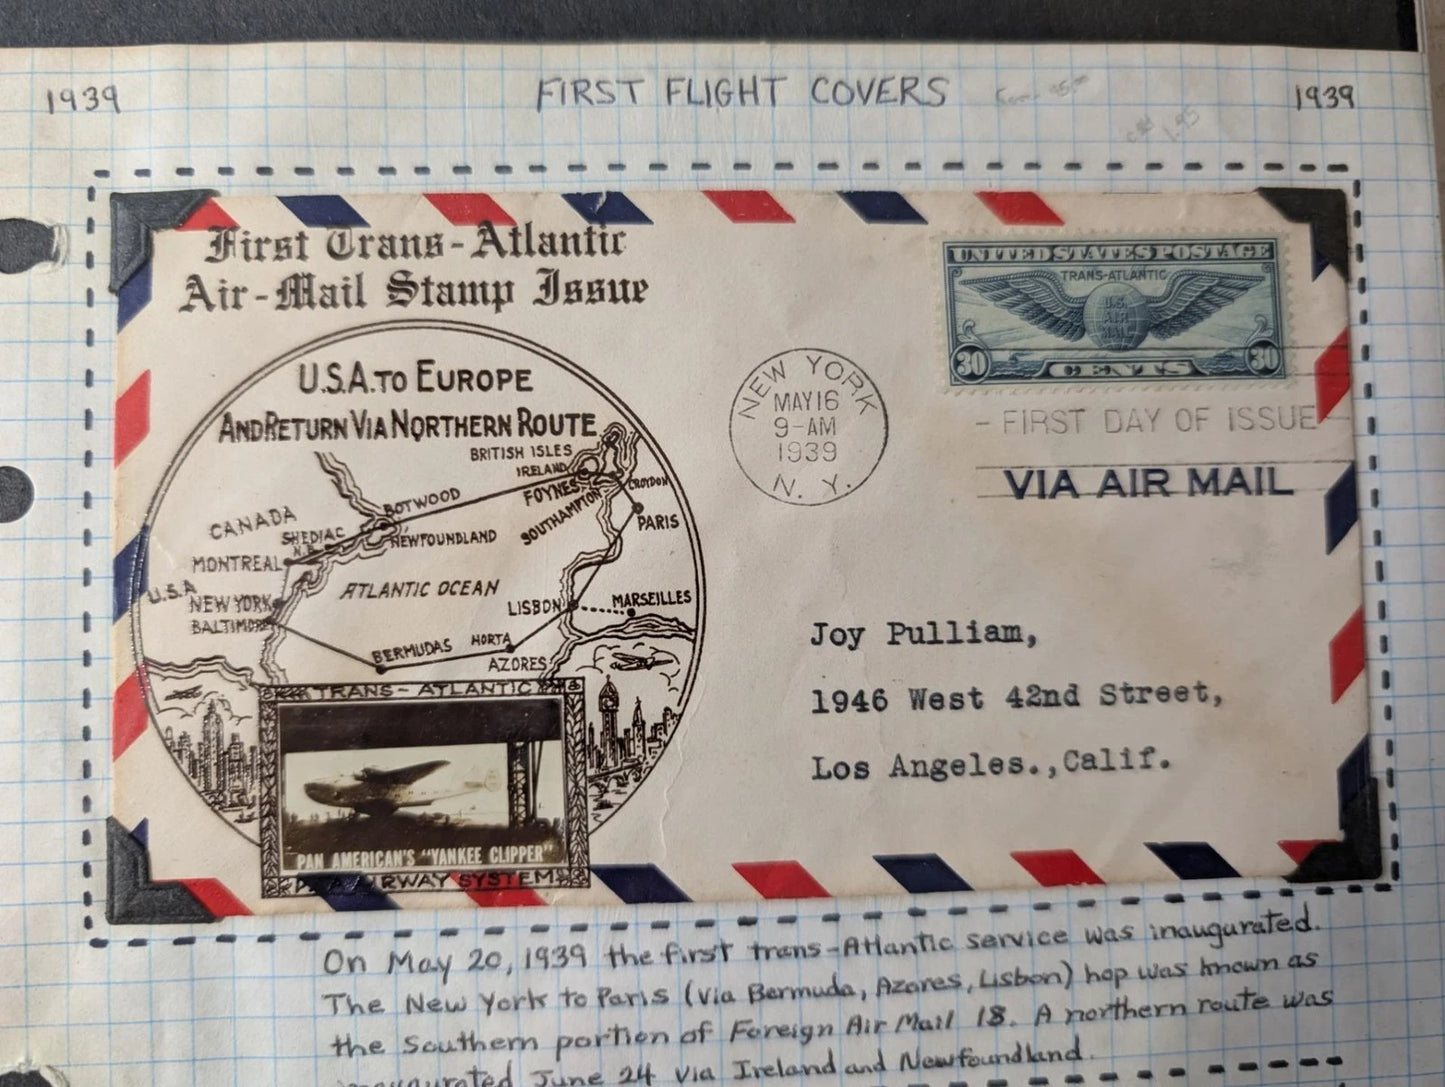 1939 FIRST FLIGHT COVERS 1939
First Trans-Atlantic
Air-Mail Stamp Issue
U.S.A. TO EUROPE
AND RETURN VIA NORTHERN ROUTE
BRITISH ISLES
IRELAND
FOYNES
CROYDON
SOUTHAMPTON
PARIS
BOTWOOD
CANADA
SHEDIAC
N.B.
NEWFOUNDLAND
MONTREAL
ATLANTIC OCEAN
U.S.A.
NEW YORK
BALTIMORE
LISBON
MARSEILLES
BERMUDAS
HORTA
AZORES
TRANS-ATLANTIC
PAN AMERICAN'S "YANKEE CLIPPER"
AIRWAY SYSTEM
NEW YORK
MAY 16
9-AM
1939
N. Y.
UNITED STATES POSTAGE
TRANS-ATLANTIC
U.S.
AIR
MAIL
30 CENTS 30
- FIRST DAY OF ISSUE -
VIA AIR MAIL
Joy Pulliam,
1946 West 42nd Street,
Los Angeles.,Calif.
On May 20, 1939 the first trans-Atlantic service was inaugurated.
The New York to Paris (via Bermuda, Azores, Lisbon) hop was known as
the Southern portion of Foreign Air Mail 18. A northern route was
inaugurated June 24 via Ireland and Newfoundland.